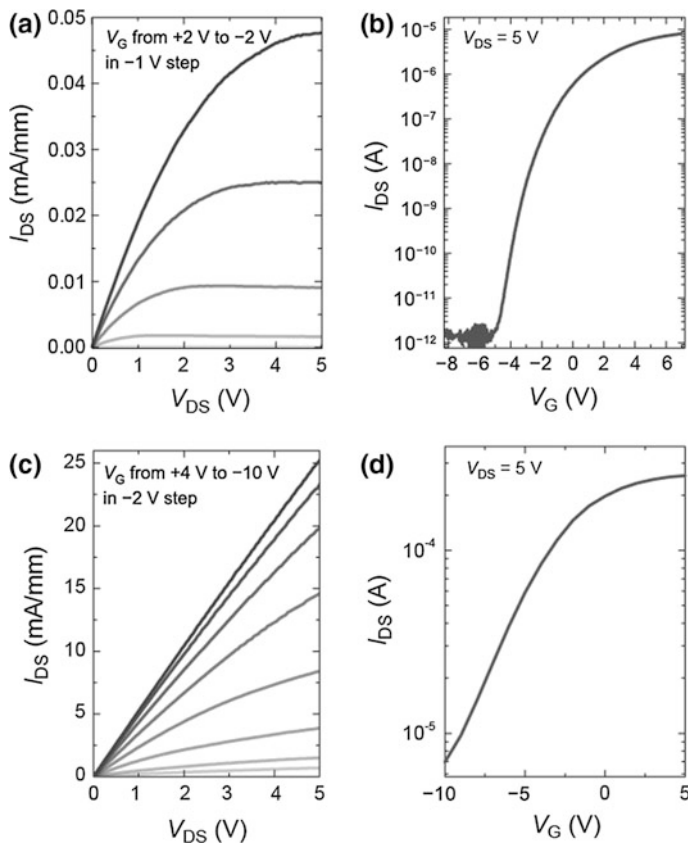 (a)
V_G from +2 V to −2 V
in −1 V step
0.05
0.04
0.03
0.02
0.01
0.00
I_DS (mA/mm)
0 1 2 3 4 5
V_DS (V)
(b)
V_DS = 5 V
10⁻⁵
10⁻⁶
10⁻⁷
10⁻⁸
10⁻⁹
10⁻¹⁰
10⁻¹¹
10⁻¹²
I_DS (A)
−8 −6 −4 −2 0 2 4 6
V_G (V)
(c)
V_G from +4 V to −10 V
in −2 V step
25
20
15
10
5
0
I_DS (mA/mm)
0 1 2 3 4 5
V_DS (V)
(d)
V_DS = 5 V
10⁻⁴
10⁻⁵
I_DS (A)
−10 −5 0 5
V_G (V)